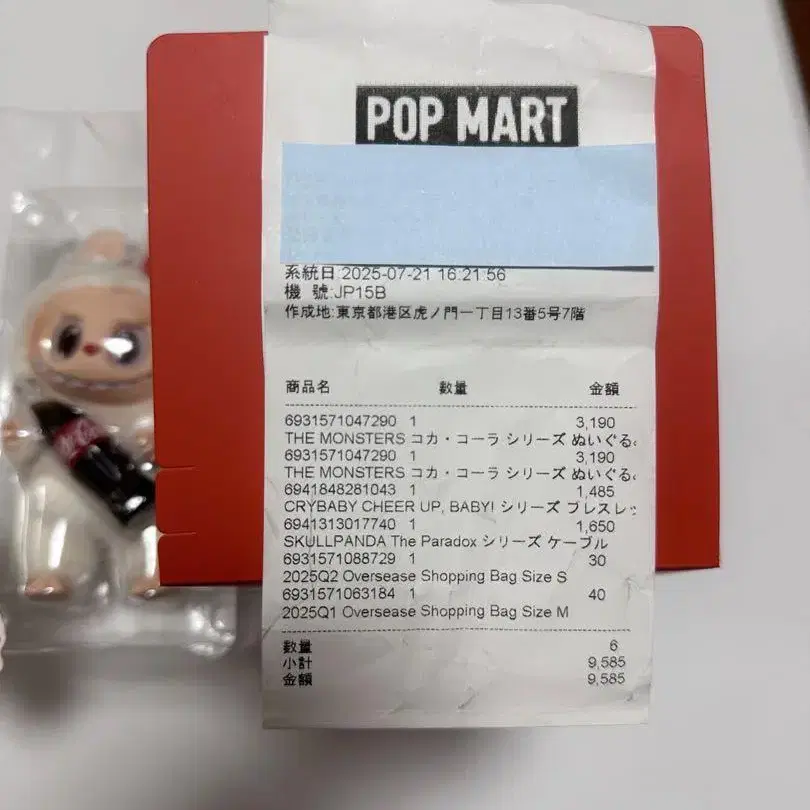 POP MART
系統日:2025-07-21 16:21:56
機 號:JP15B
作成地:東京都港区虎ノ門一丁目13番5号7階
商品名 数量 金額
6931571047290 1 3,190
THE MONSTERS コカ・コーラ シリーズ ぬいぐる
6931571047290 1 3,190
THE MONSTERS コカ・コーラ シリーズ ぬいぐる
6941848281043 1 1,485
CRYBABY CHEER UP, BABY! シリーズ ブレスレッ
6941313017740 1 1,650
SKULLPANDA The Paradox シリーズ ケーブル
6931571088729 1 30
2025Q2 Oversease Shopping Bag Size S
6931571063184 1 40
2025Q1 Oversease Shopping Bag Size M
数量 6
小計 9,585
金額 9,585